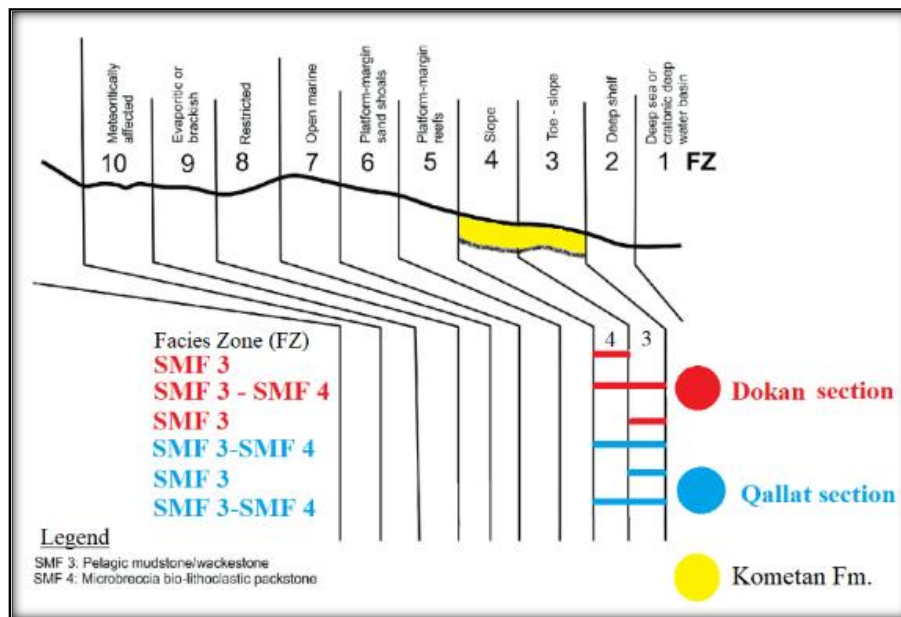 Meteoritically
affected
Evaporitic or
brackish
Restricted
Open marine
Platform-margin
sand shoals
Platform-margin
reefs
Slope
Toe - slope
Deep shelf
Deep sea or
cratonic deep
water basin
10 9 8 7 6 5 4 3 2 1 FZ
Facies Zone (FZ) 4 3
SMF 3
SMF 3 - SMF 4
Dokan section
SMF 3
SMF 3-SMF 4
SMF 3
Qallat section
SMF 3-SMF 4
Legend
SMF 3: Pelagic mudstone/wackestone
SMF 4: Microbreccia bio-lithoclastic packstone
Kometan Fm.